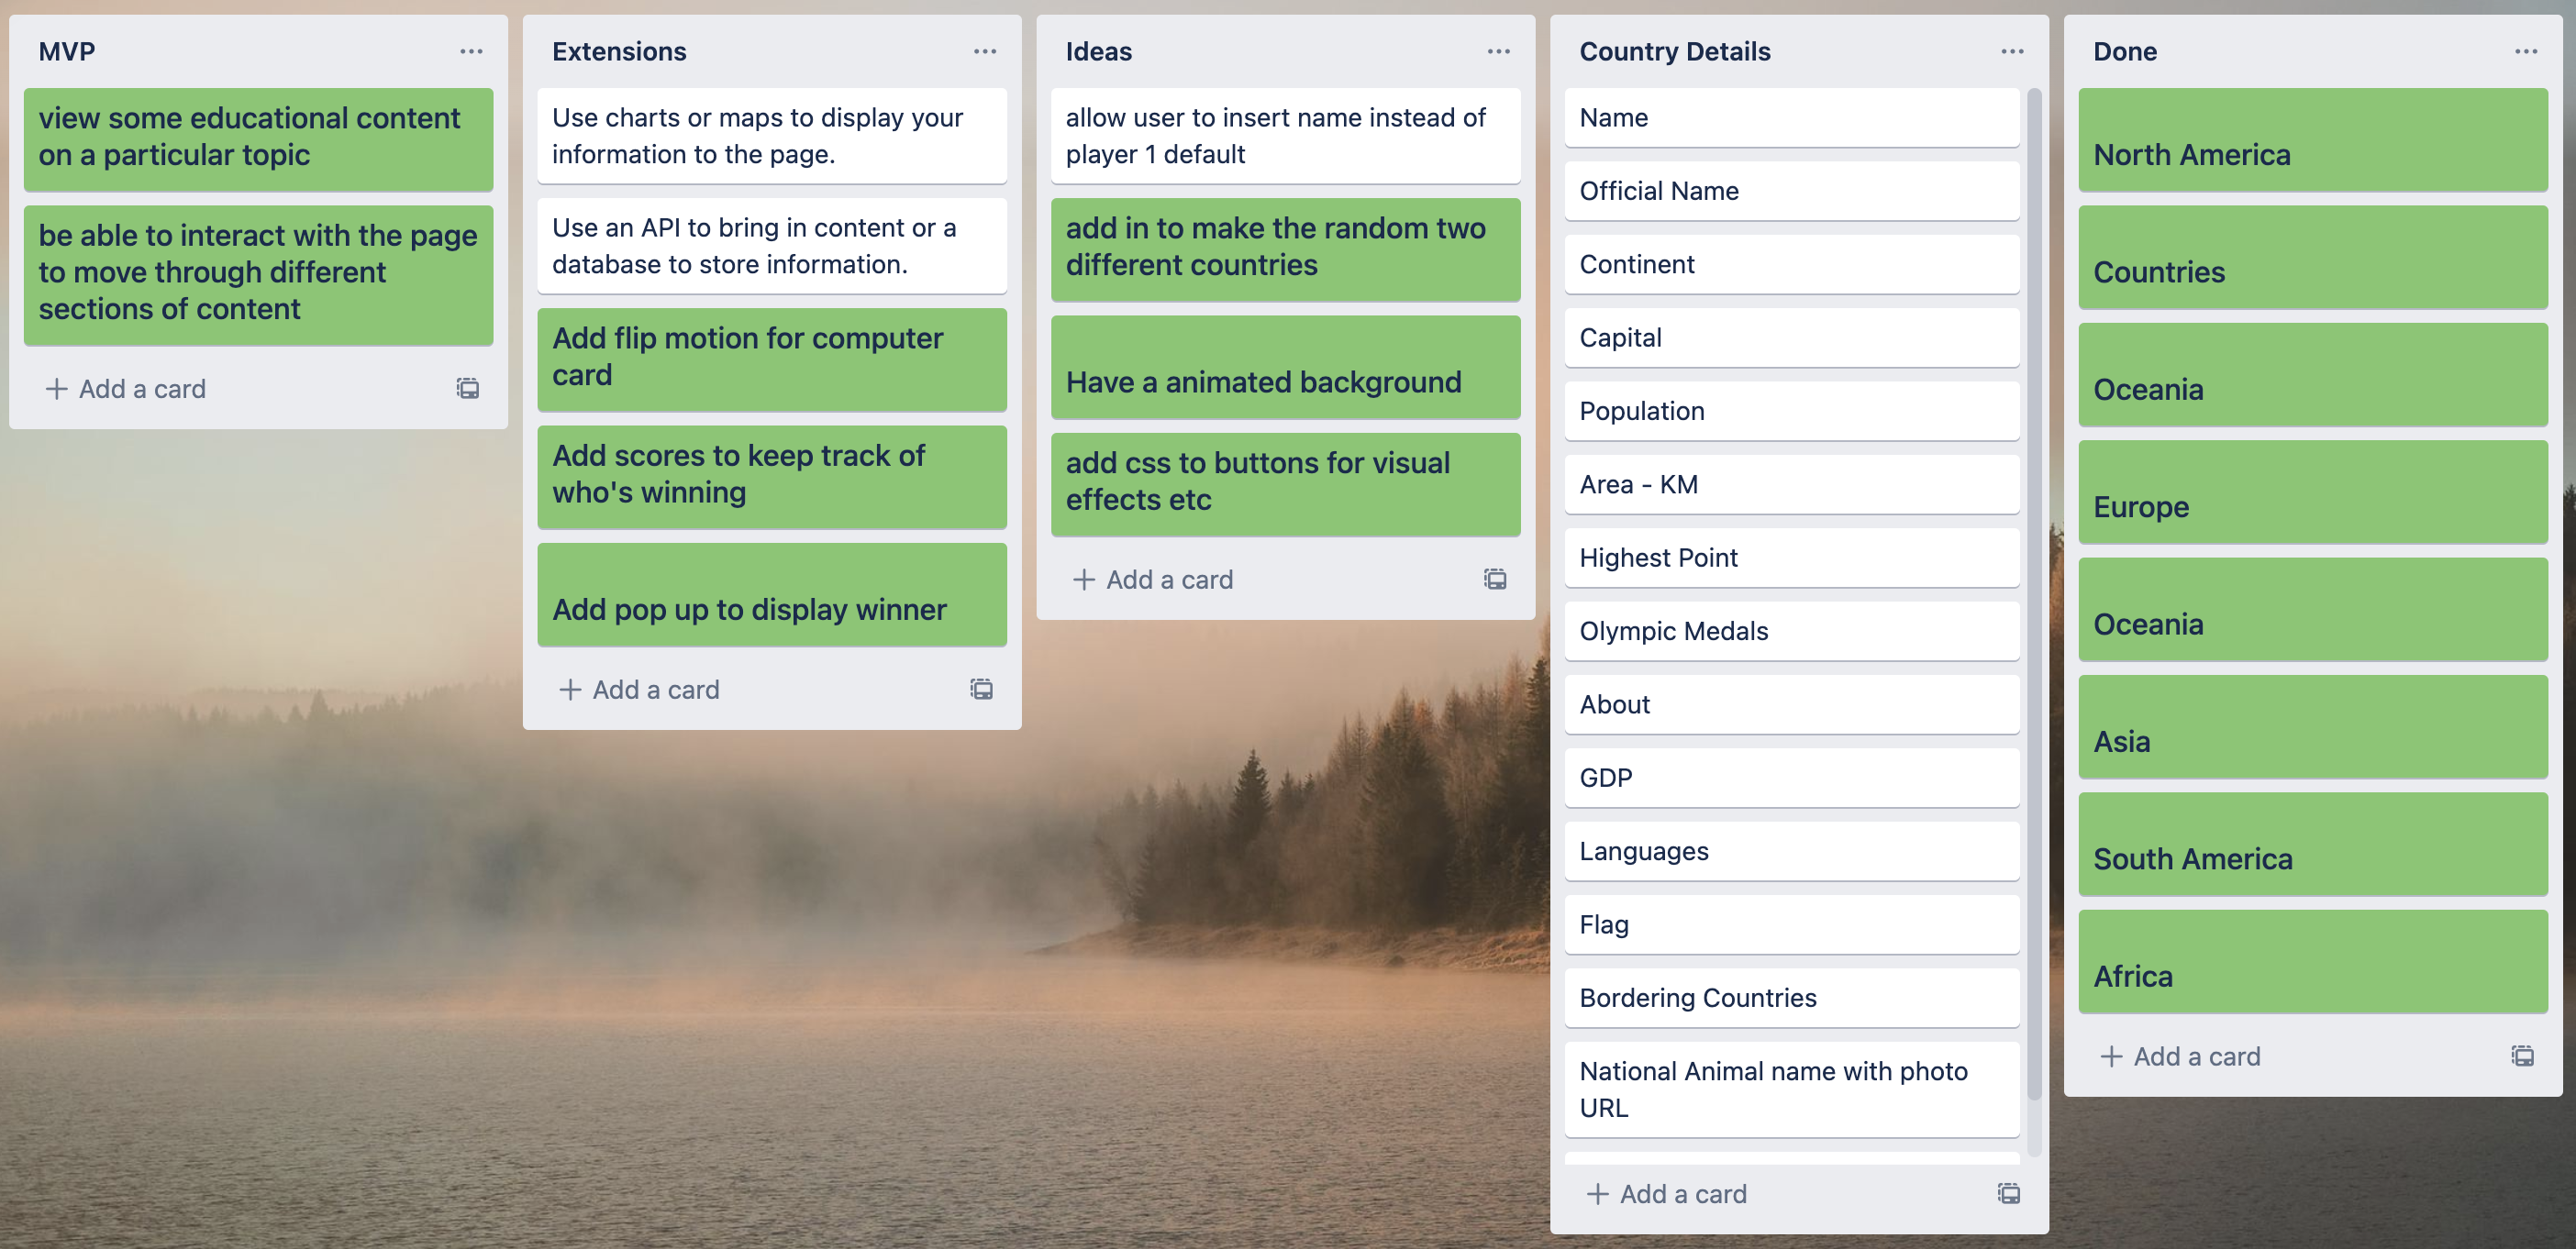 MVP
view some educational content
on a particular topic
be able to interact with the page
to move through different
sections of content
Add a card
Extensions
Use charts or maps to display your
information to the page.
Use an API to bring in content or a
database to store information.
Add flip motion for computer
card
Add scores to keep track of
who's winning
Add pop up to display winner
Add a card
Ideas
allow user to insert name instead of
player 1 default
add in to make the random two
different countries
Have a animated background
add css to buttons for visual
effects etc
Add a card
Country Details
Name
Official Name
Continent
Capital
Population
Area - KM
Highest Point
Olympic Medals
About
GDP
Languages
Flag
Bordering Countries
National Animal name with photo
URL
Add a card
Done
North America
Countries
Oceania
Europe
Oceania
Asia
South America
Africa
Add a card